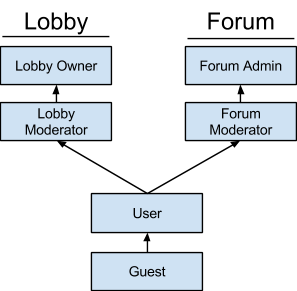 Lobby
Forum
Lobby Owner
Forum Admin
Lobby
Moderator
Forum
Moderator
User
Guest